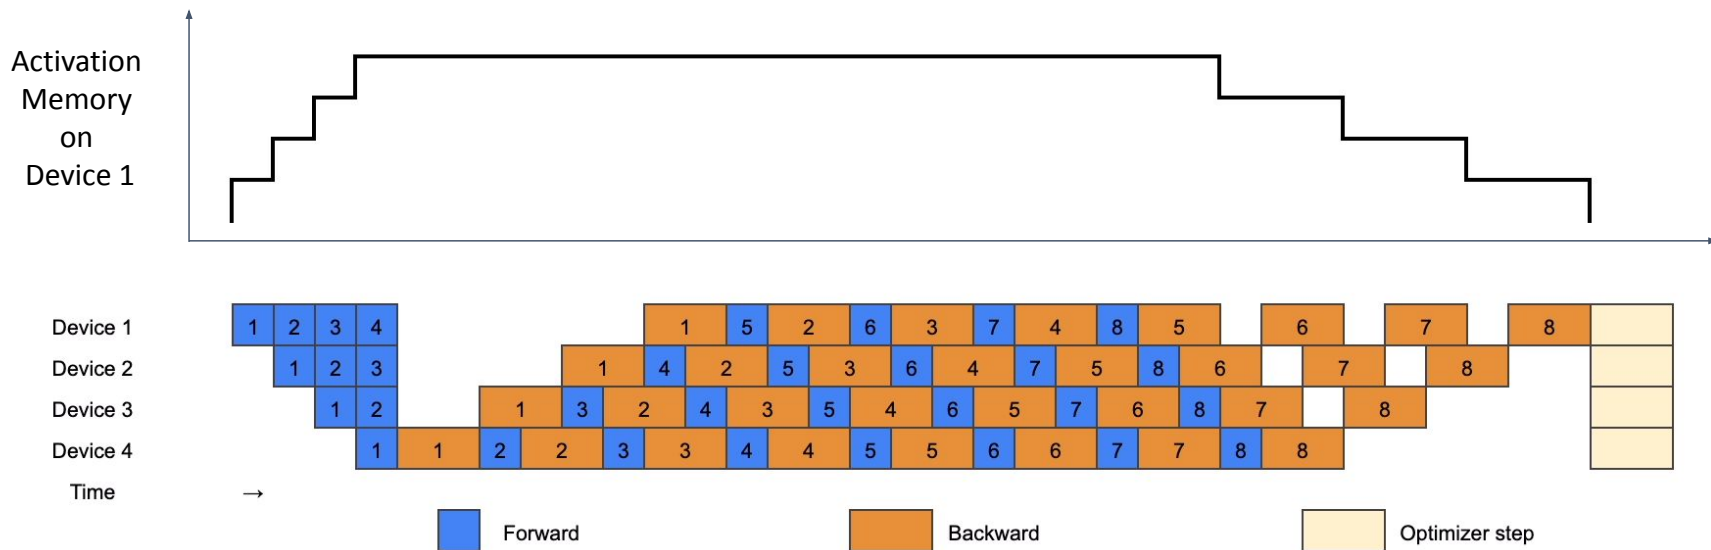 Activation
Memory
on
Device 1
Device 1 1 2 3 4 1 5 2 6 3 7 4 8 5 6 7 8
Device 2 1 2 3 1 4 2 5 3 6 4 7 5 8 6 7 8
Device 3 1 2 1 3 2 4 3 5 4 6 5 7 6 8 7 8
Device 4 1 1 2 2 3 3 4 4 5 5 6 6 7 7 8 8
Time →
Forward Backward Optimizer step